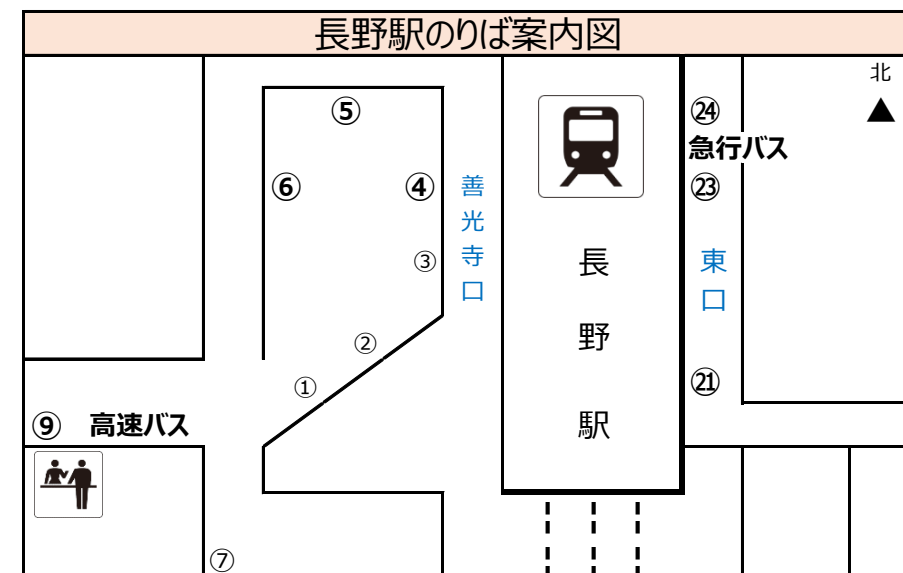 長野駅のりば案内図
北
▲
⑤
㉔
急行バス
⑥
④
㉓
③
善光寺口
長野駅
東口
②
①
㉑
⑨ 高速バス
⑦